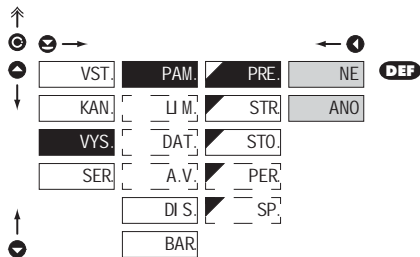 VST. PAM. PRE. NE DEF
KAN. LIM. STR. ANO
VYS. DAT. STO.
SER. A.V. PER.
DIS. SP.
BAR.